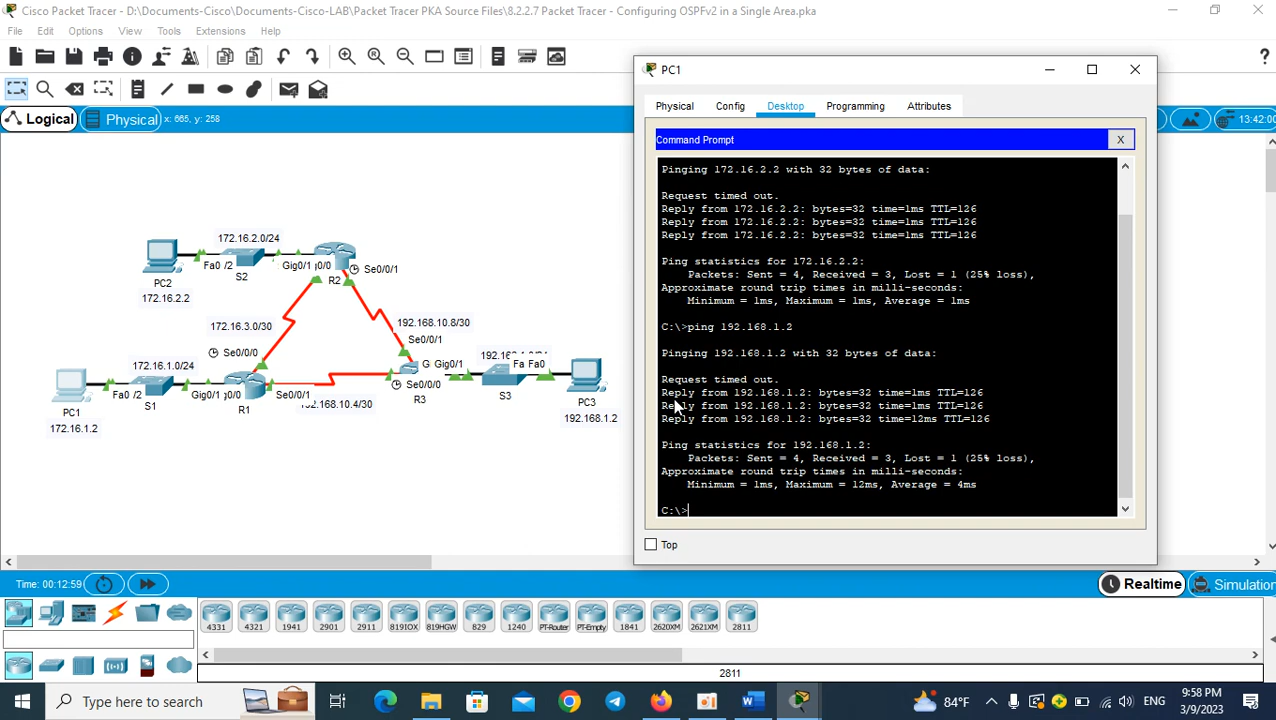 Cisco Packet Tracer - D:\Documents-Cisco\Documents-Cisco-LAB\Packet Tracer PKA Source Files\8.2.2.7 Packet Tracer - Configuring OSPFv2 in a Single Area.pka
File Edit Options View Tools Extensions Help
Logical Physical x: 665, y: 258
13:42:00
PC1
Physical Config Desktop Programming Attributes
Command Prompt X
Pinging 172.16.2.2 with 32 bytes of data:
Request timed out.
Reply from 172.16.2.2: bytes=32 time=1ms TTL=126
Reply from 172.16.2.2: bytes=32 time=1ms TTL=126
Reply from 172.16.2.2: bytes=32 time=1ms TTL=126
Ping statistics for 172.16.2.2:
Packets: Sent = 4, Received = 3, Lost = 1 (25% loss),
Approximate round trip times in milli-seconds:
Minimum = 1ms, Maximum = 1ms, Average = 1ms
C:\>ping 192.168.1.2
Pinging 192.168.1.2 with 32 bytes of data:
Request timed out.
Reply from 192.168.1.2: bytes=32 time=1ms TTL=126
Reply from 192.168.1.2: bytes=32 time=1ms TTL=126
Reply from 192.168.1.2: bytes=32 time=12ms TTL=126
Ping statistics for 192.168.1.2:
Packets: Sent = 4, Received = 3, Lost = 1 (25% loss),
Approximate round trip times in milli-seconds:
Minimum = 1ms, Maximum = 12ms, Average = 4ms
C:\>
Top
172.16.2.0/24
Fa0 /2 Gig0/1 g0/0
PC2 S2 R2 Se0/0/1
172.16.2.2
172.16.3.0/30 192.168.10.8/30
Se0/0/1
Se0/0/0
172.16.1.0/24
G Gig0/1 Fa Fa0
Fa0 /2 Gig0/1 g0/0 Se0/0/1 Se0/0/0
PC1 S1 R1 R3 S3 PC3
.168.10.4/30
172.16.1.2 192.168.1.2
Time: 00:12:59 Realtime Simulation
4331 4321 1941 2901 2911 819IOX 819HGW 829 1240 PT-Router PT-Empty 1841 2620XM 2621XM 2811
2811
Type here to search
84°F ENG
9:58 PM
3/9/2023